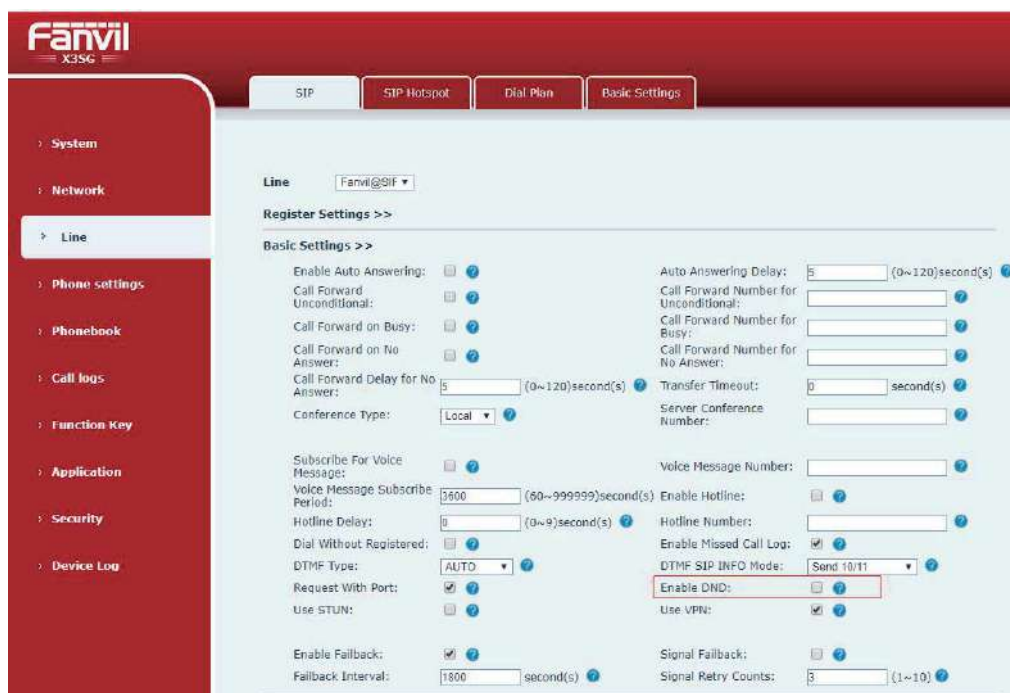 Fanvil
X3SG
SIP
SIP Hotspot
Dial Plan
Basic Settings
› System
› Network
› Line
› Phone settings
› Phonebook
› Call logs
› Function Key
› Application
› Security
› Device Log
Line Fanvil@SIF
Register Settings >>
Basic Settings >>
Enable Auto Answering: Auto Answering Delay: 5 (0~120)second(s)
Call Forward Unconditional: Call Forward Number for Unconditional:
Call Forward on Busy: Call Forward Number for Busy:
Call Forward on No Answer: Call Forward Number for No Answer:
Call Forward Delay for No Answer: 5 (0~120)second(s) Transfer Timeout: 0 second(s)
Conference Type: Local Server Conference Number:
Subscribe For Voice Message: Voice Message Number:
Voice Message Subscribe Period: 3600 (60~999999)second(s) Enable Hotline:
Hotline Delay: 0 (0~9)second(s) Hotline Number:
Dial Without Registered: Enable Missed Call Log:
DTMF Type: AUTO DTMF SIP INFO Mode: Send 10/11
Request With Port: Enable DND:
Use STUN: Use VPN:
Enable Failback: Signal Failback:
Failback Interval: 1800 second(s) Signal Retry Counts: 3 (1~10)